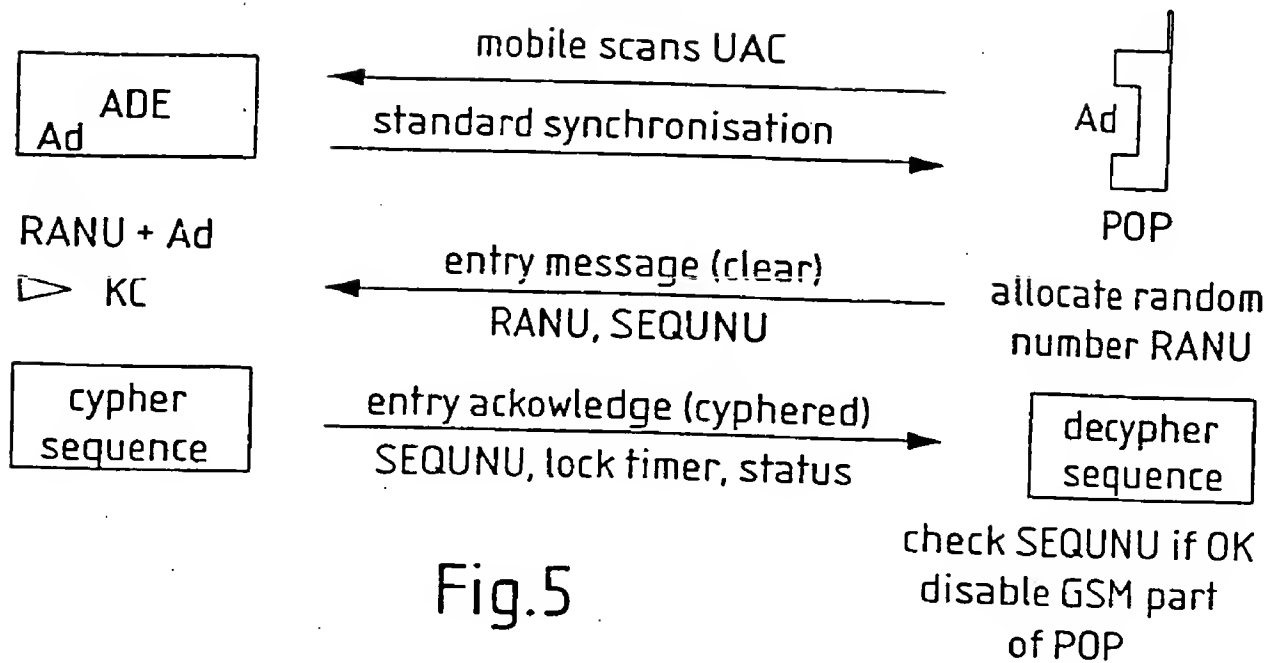 mobile scans UAC
ADE
Ad
standard synchronisation
Ad
POP
RANU + Ad
▷ KC
entry message (clear)
RANU, SEQUNU
allocate random
number RANU
cypher
sequence
entry ackowledge (cyphered)
SEQUNU, lock timer, status
decypher
sequence
check SEQUNU if OK
disable GSM part
of POP
Fig.5